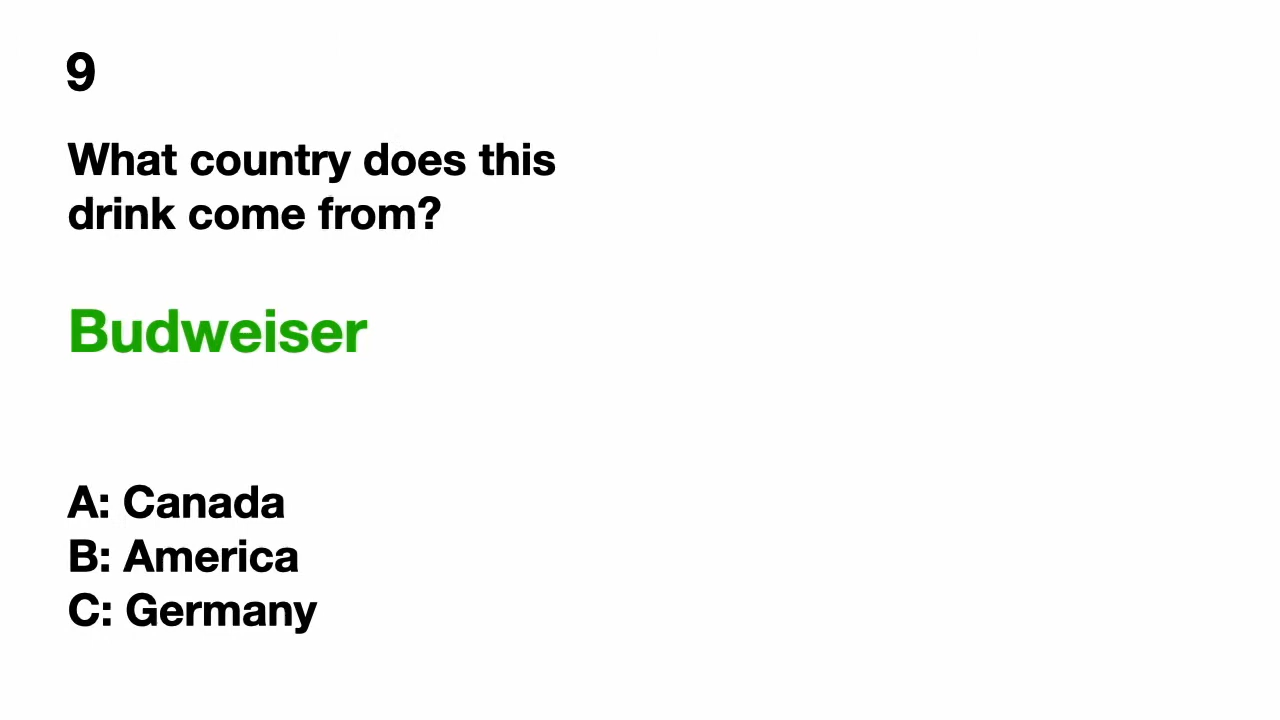 9
What country does this
drink come from?
Budweiser
A: Canada
B: America
C: Germany